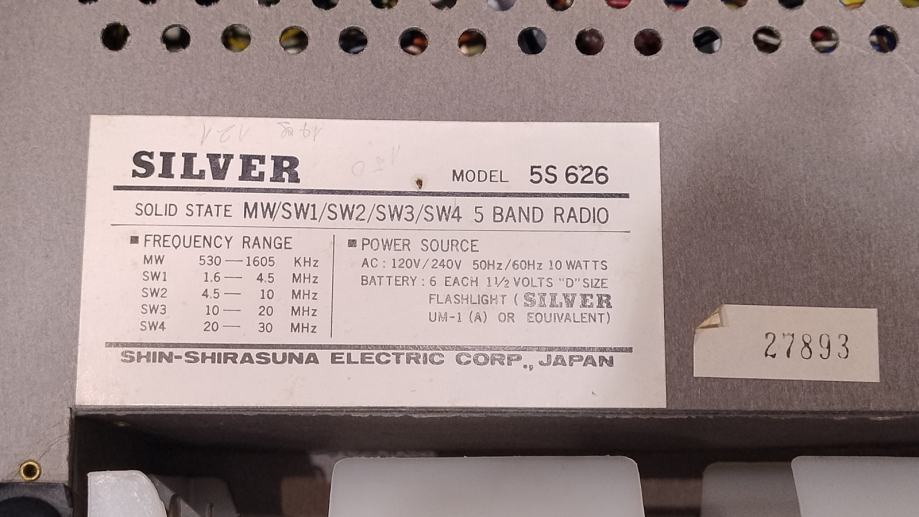 SILVER MODEL 5S 626
SOLID STATE MW/SW1/SW2/SW3/SW4 5 BAND RADIO
■ FREQUENCY RANGE
MW 530—1605 KHz
SW1 1.6— 4.5 MHz
SW2 4.5— 10 MHz
SW3 10— 20 MHz
SW4 20— 30 MHz
■ POWER SOURCE
AC : 120V/240V 50Hz/60Hz 10 WATTS
BATTERY : 6 EACH 1 1/2 VOLTS "D" SIZE
FLASHLIGHT ( SILVER
UM-1 (A) OR EQUIVALENT)
SHIN-SHIRASUNA ELECTRIC CORP., JAPAN
27893